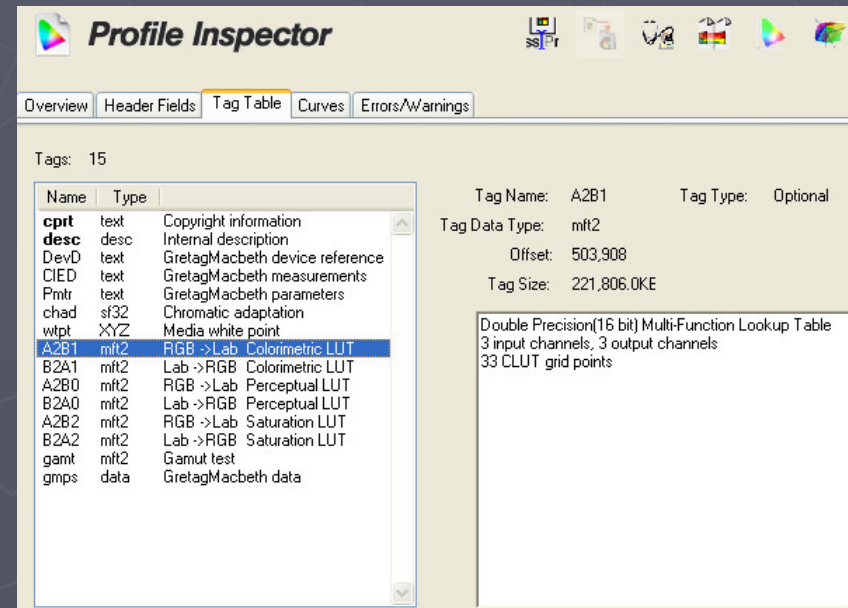 Profile Inspector
ss Pr
Overview Header Fields Tag Table Curves Errors/Warnings
Tags: 15
Name Type
cprt text Copyright information
desc desc Internal description
DevD text GretagMacbeth device reference
CIED text GretagMacbeth measurements
Pmtr text GretagMacbeth parameters
chad sf32 Chromatic adaptation
wtpt XYZ Media white point
A2B1 mft2 RGB ->Lab Colorimetric LUT
B2A1 mft2 Lab ->RGB Colorimetric LUT
A2B0 mft2 RGB ->Lab Perceptual LUT
B2A0 mft2 Lab ->RGB Perceptual LUT
A2B2 mft2 RGB ->Lab Saturation LUT
B2A2 mft2 Lab ->RGB Saturation LUT
gamt mft2 Gamut test
gmps data GretagMacbeth data
Tag Name: A2B1 Tag Type: Optional
Tag Data Type: mft2
Offset: 503,908
Tag Size: 221,806.0KE
Double Precision(16 bit) Multi-Function Lookup Table
3 input channels, 3 output channels
33 CLUT grid points